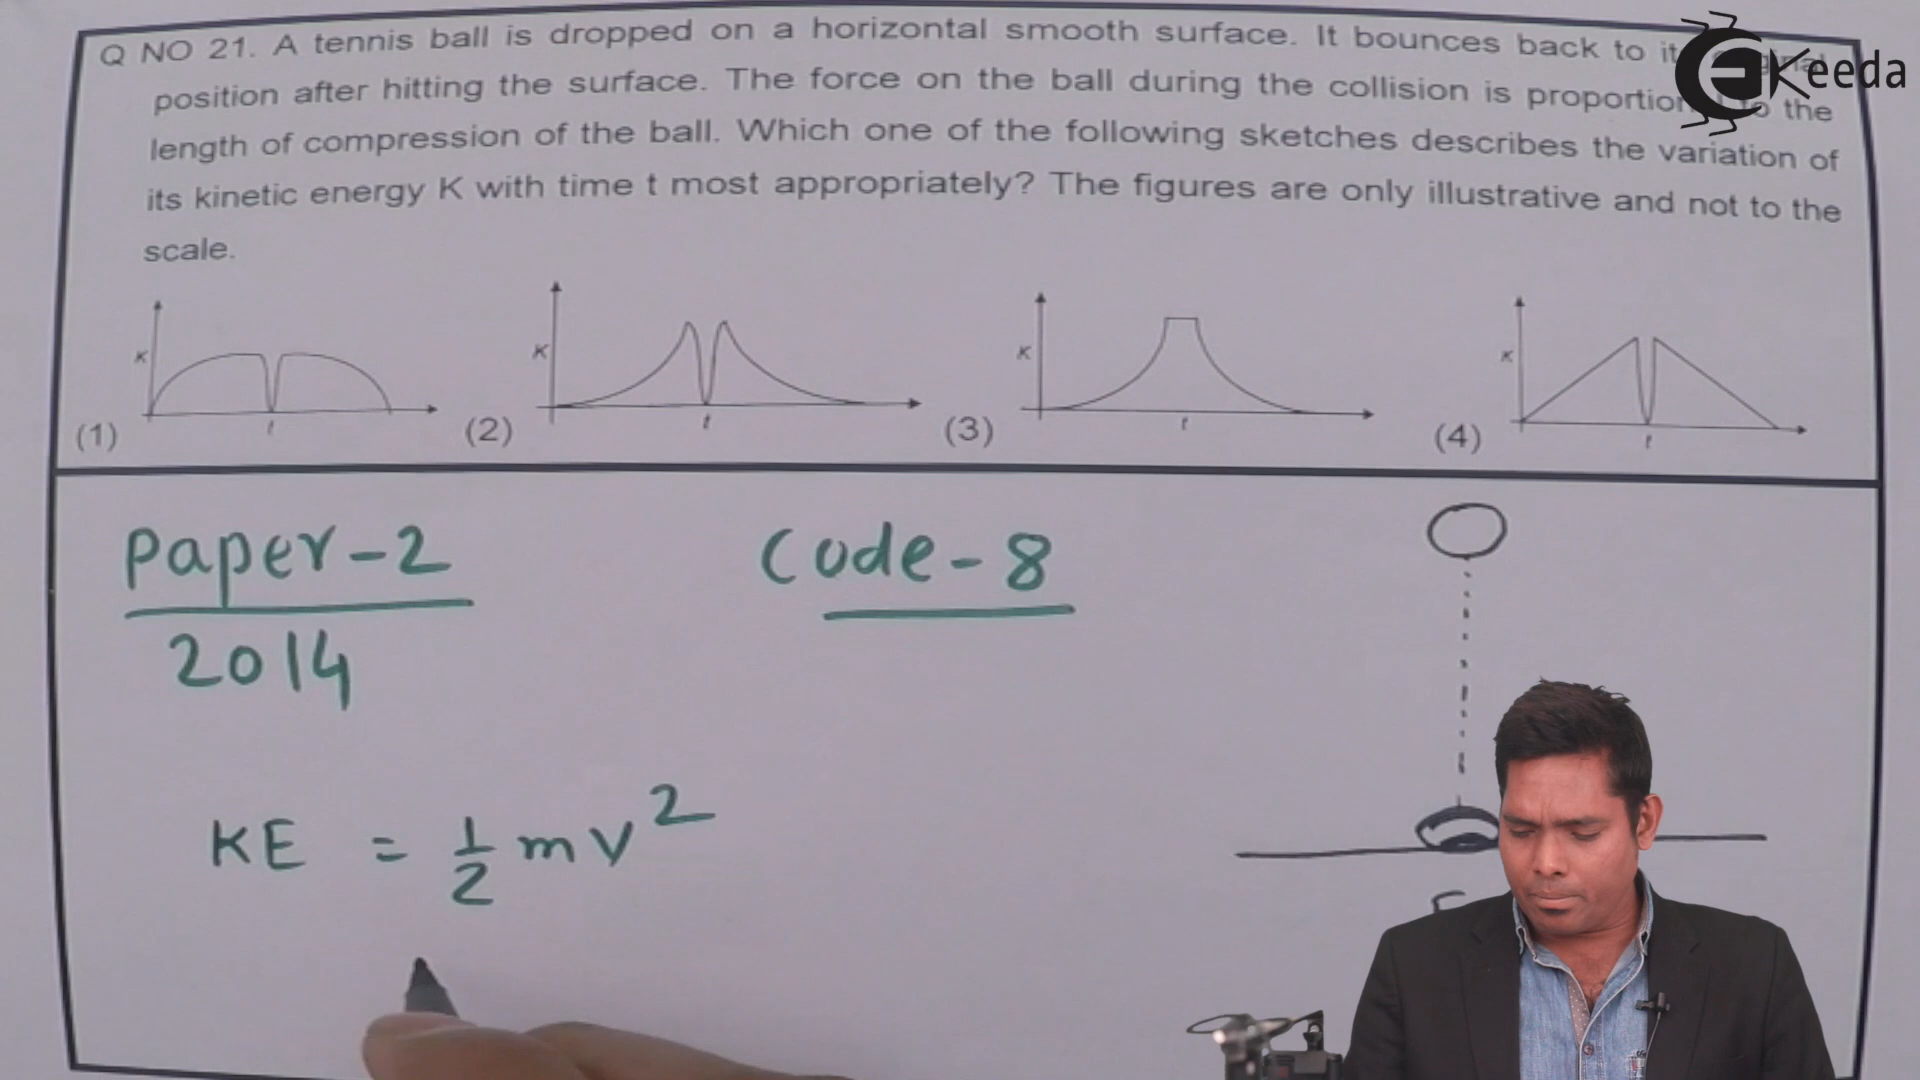 Q NO 21. A tennis ball is dropped on a horizontal smooth surface. It bounces back to
position after hitting the surface. The force on the ball during the collision is the
length of compression of the ball. Which one of the following sketches describes the variation of
its kinetic energy K with time t most appropriately? The figures are only illustrative and not to the
scale.
K
K
K
K
t
t
t
t
(1)
(2)
(3)
(4)
eKeeda
Paper-2
Code-8
2014
KE = 1/2 mv²